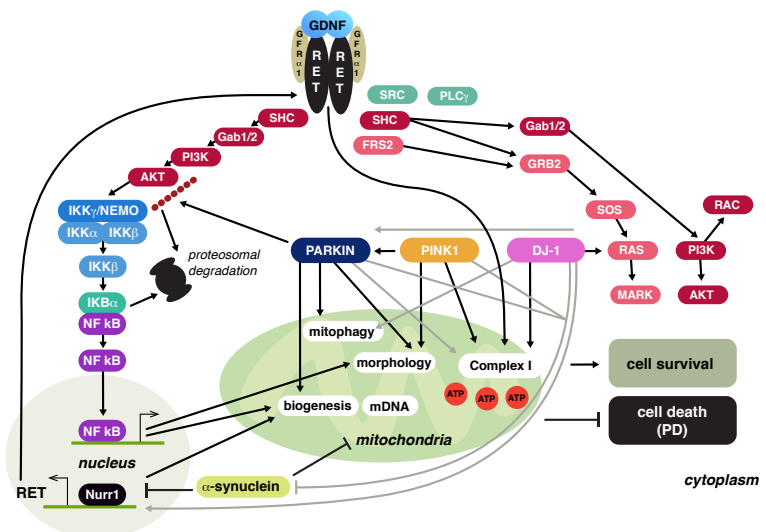 GDNF
GFRα1
RET
RET
GFRα1
SRC
PLCγ
SHC
SHC
Gab1/2
Gab1/2
FRS2
GRB2
PI3K
AKT
SOS
RAC
IKKγ/NEMO
IKKα
IKKβ
proteosomal
degradation
PARKIN
PINK1
DJ-1
RAS
PI3K
IKKβ
MARK
AKT
IKBα
NF kB
mitophagy
NF kB
morphology
Complex I
cell survival
ATP
ATP
ATP
biogenesis
mDNA
cell death
(PD)
NF kB
mitochondria
nucleus
cytoplasm
RET
Nurr1
α-synuclein